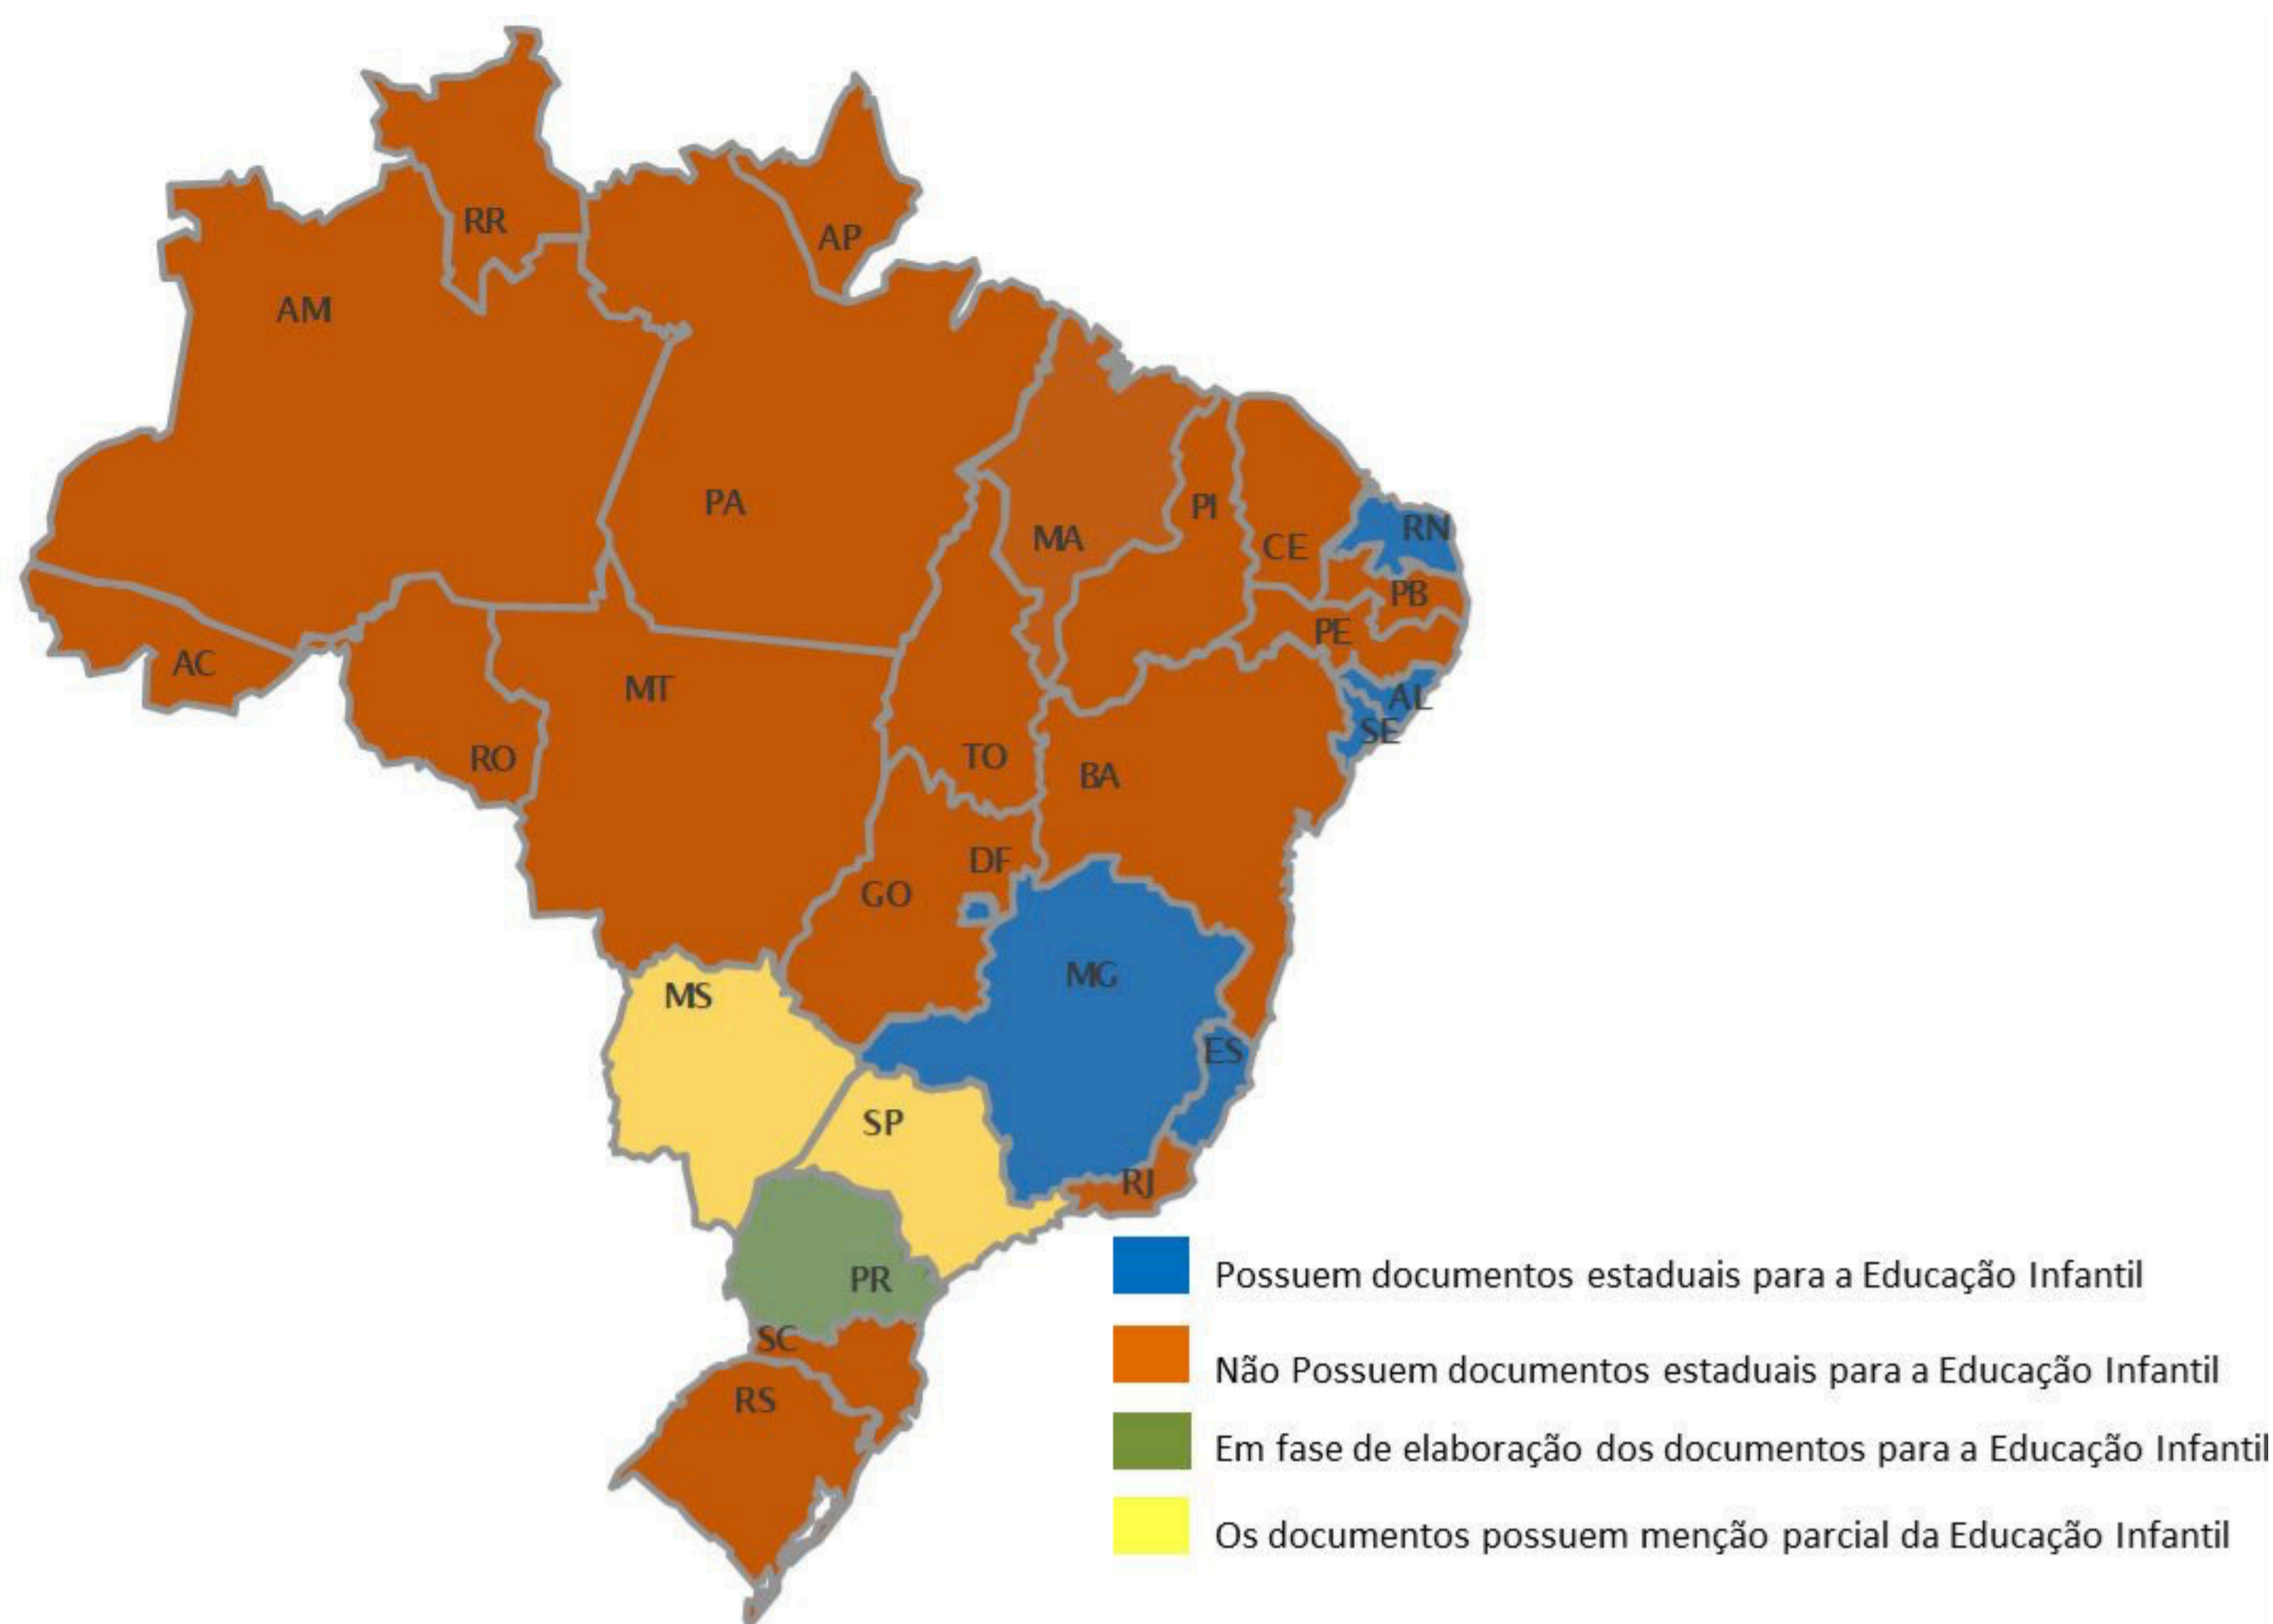 RR
AP
AM
PA
MA
PI
CE
RN
PB
PE
AC
MT
AL
SE
RO
TO
BA
DF
GO
MG
MS
ES
SP
RJ
PR
SC
RS
Possuem documentos estaduais para a Educação Infantil
Não Possuem documentos estaduais para a Educação Infantil
Em fase de elaboração dos documentos para a Educação Infantil
Os documentos possuem menção parcial da Educação Infantil